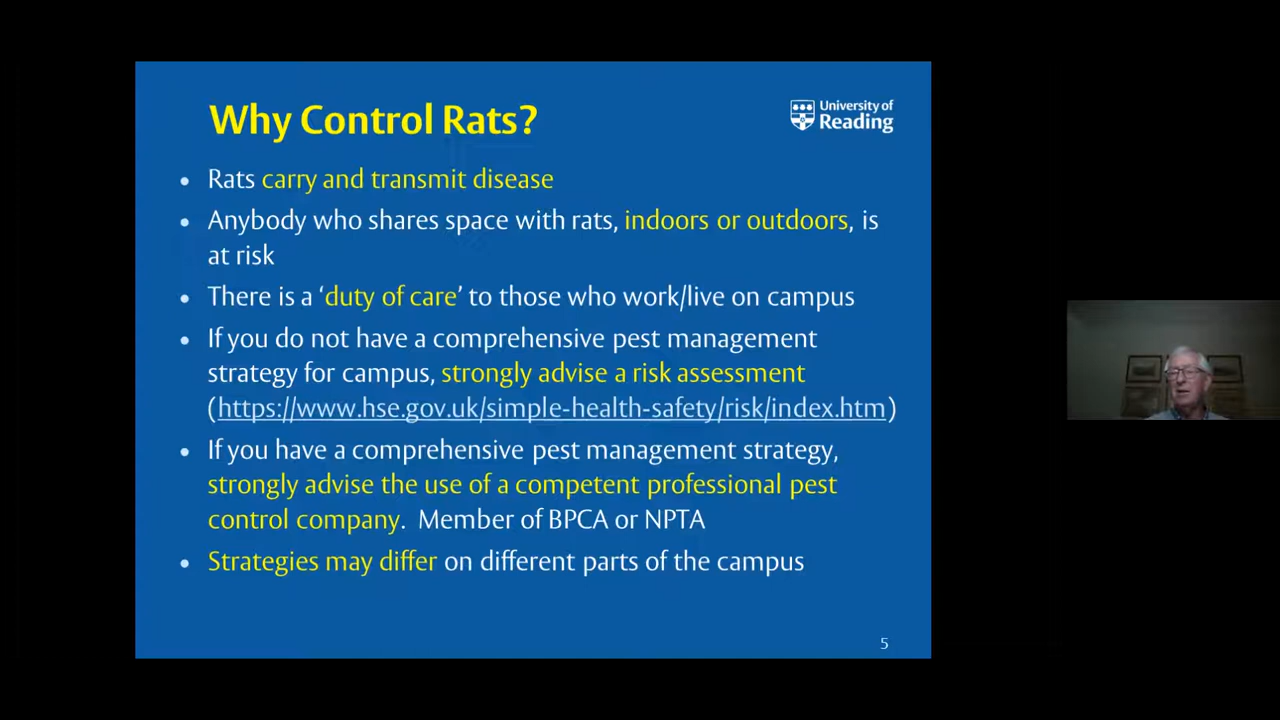 Why Control Rats?
University of
Reading
• Rats carry and transmit disease
• Anybody who shares space with rats, indoors or outdoors, is
at risk
• There is a ‘duty of care’ to those who work/live on campus
• If you do not have a comprehensive pest management
strategy for campus, strongly advise a risk assessment
(https://www.hse.gov.uk/simple-health-safety/risk/index.htm)
• If you have a comprehensive pest management strategy,
strongly advise the use of a competent professional pest
control company. Member of BPCA or NPTA
• Strategies may differ on different parts of the campus
5